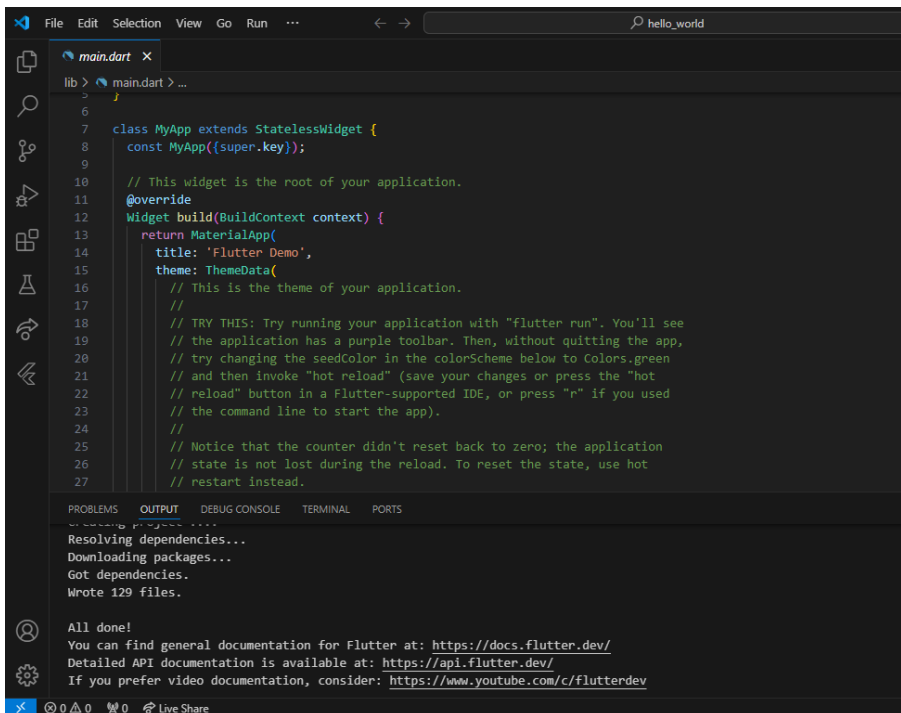 File Edit Selection View Go Run ··· ← → hello_world
main.dart ×
lib > main.dart > ...
5 }
6
7 class MyApp extends StatelessWidget {
8 const MyApp({super.key});
9
10 // This widget is the root of your application.
11 @override
12 Widget build(BuildContext context) {
13 return MaterialApp(
14 title: 'Flutter Demo',
15 theme: ThemeData(
16 // This is the theme of your application.
17 //
18 // TRY THIS: Try running your application with "flutter run". You'll see
19 // the application has a purple toolbar. Then, without quitting the app,
20 // try changing the seedColor in the colorScheme below to Colors.green
21 // and then invoke "hot reload" (save your changes or press the "hot
22 // reload" button in a Flutter-supported IDE, or press "r" if you used
23 // the command line to start the app).
24 //
25 // Notice that the counter didn't reset back to zero; the application
26 // state is not lost during the reload. To reset the state, use hot
27 // restart instead.
PROBLEMS OUTPUT DEBUG CONSOLE TERMINAL PORTS
Creating project
Resolving dependencies...
Downloading packages...
Got dependencies.
Wrote 129 files.
All done!
You can find general documentation for Flutter at: https://docs.flutter.dev/
Detailed API documentation is available at: https://api.flutter.dev/
If you prefer video documentation, consider: https://www.youtube.com/c/flutterdev
0 0 0 Live Share